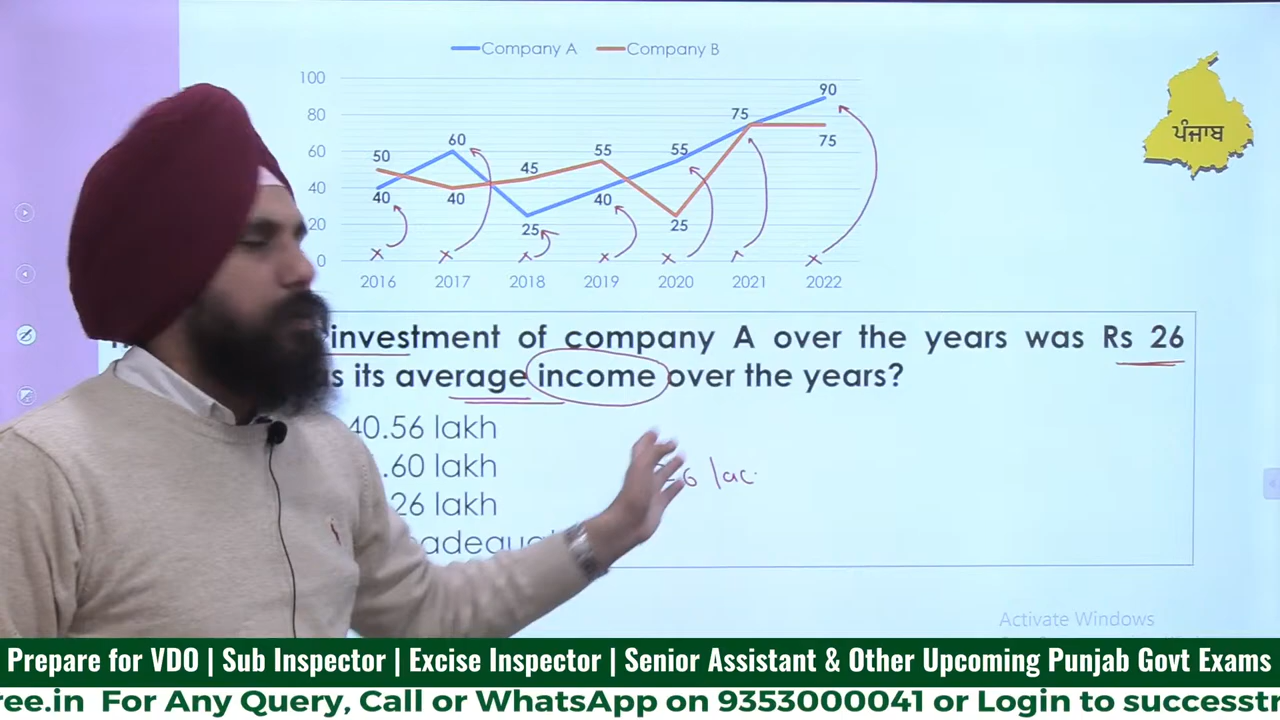 Company A Company B
100
80
60
40
20
0
50 60 45 55 55 75 90
40 40 25 40 25 75
2016 2017 2018 2019 2020 2021 2022
ਪੰਜਾਬ
investment of company A over the years was Rs 26
its average income over the years?
40.56 lakh
.60 lakh
26 lakh
lac
Activate Windows
Prepare for VDO | Sub Inspector | Excise Inspector | Senior Assistant & Other Upcoming Punjab Govt Exams
ree.in For Any Query, Call or WhatsApp on 9353000041 or Login to successtr